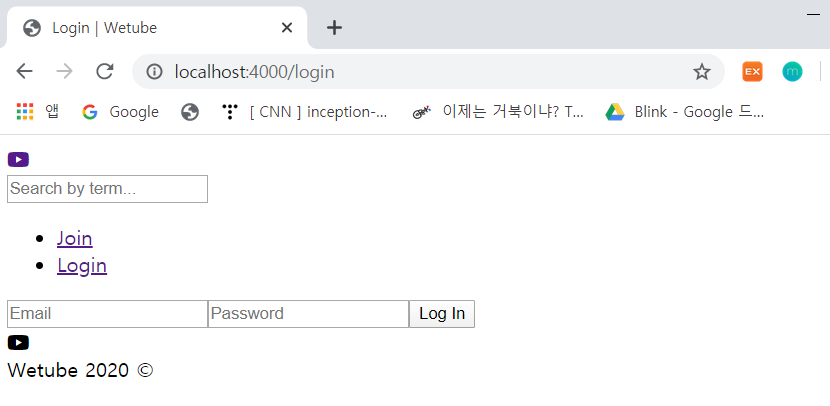 Login | Wetube
localhost:4000/login
EX m
앱 Google [ CNN ] inception-... 이제는 거북이냐? T... Blink - Google 드...
Search by term...
Join
Login
Email Password Log In
Wetube 2020 ©